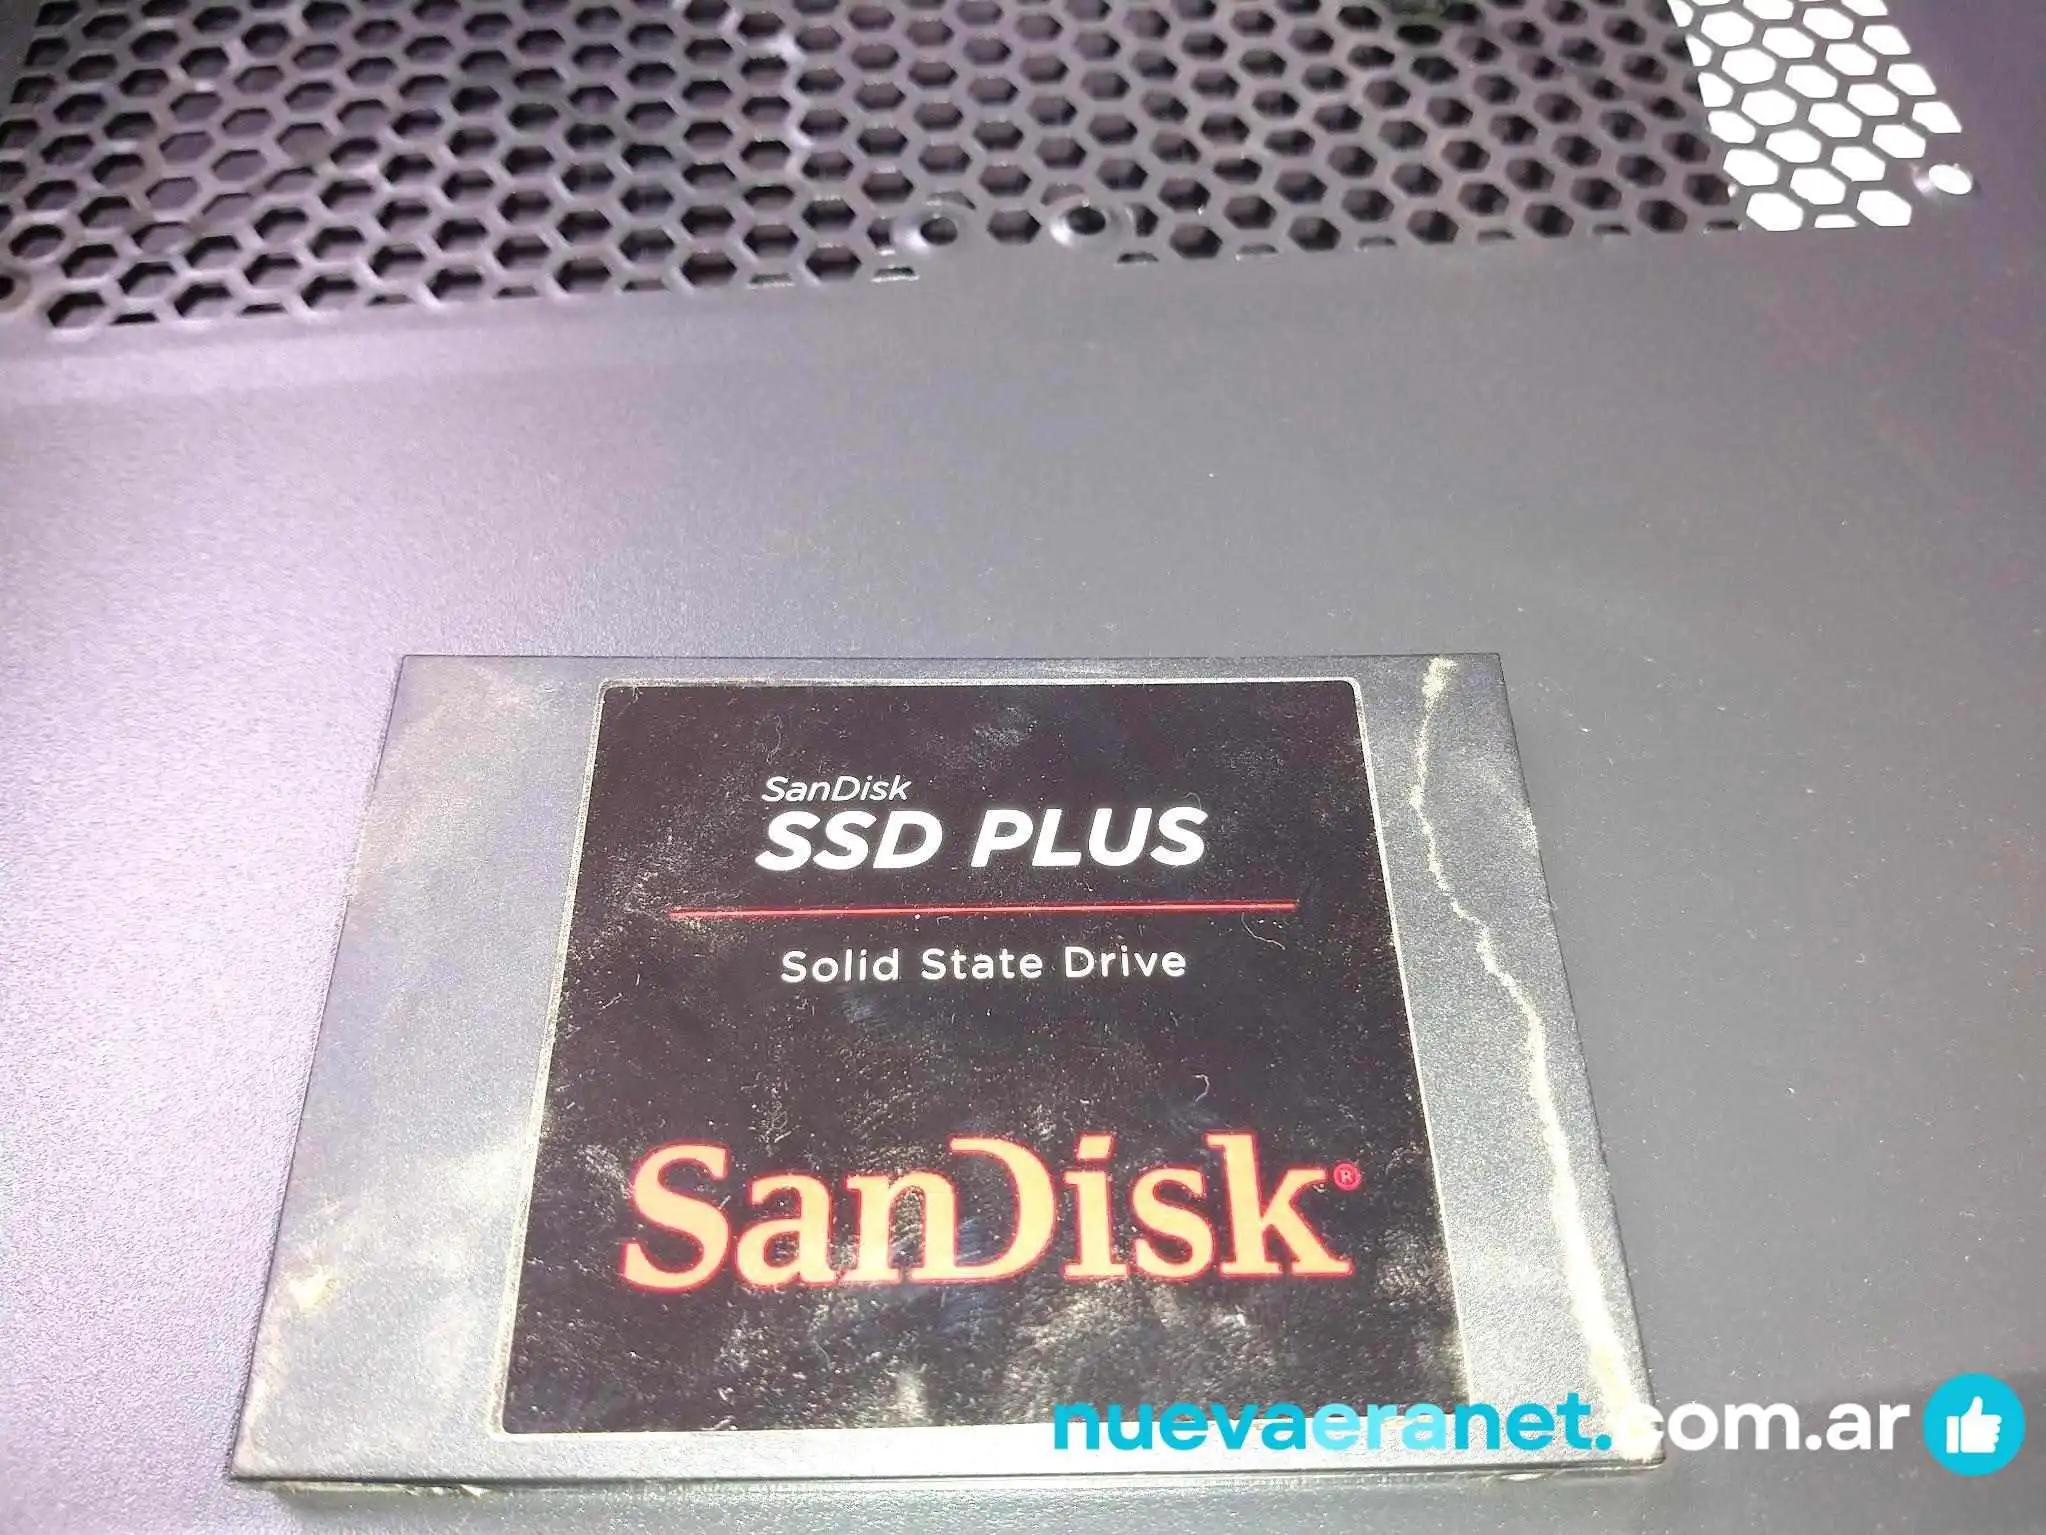 SanDisk
SSD PLUS
Solid State Drive
SanDisk®
nuevaeranet.com.ar